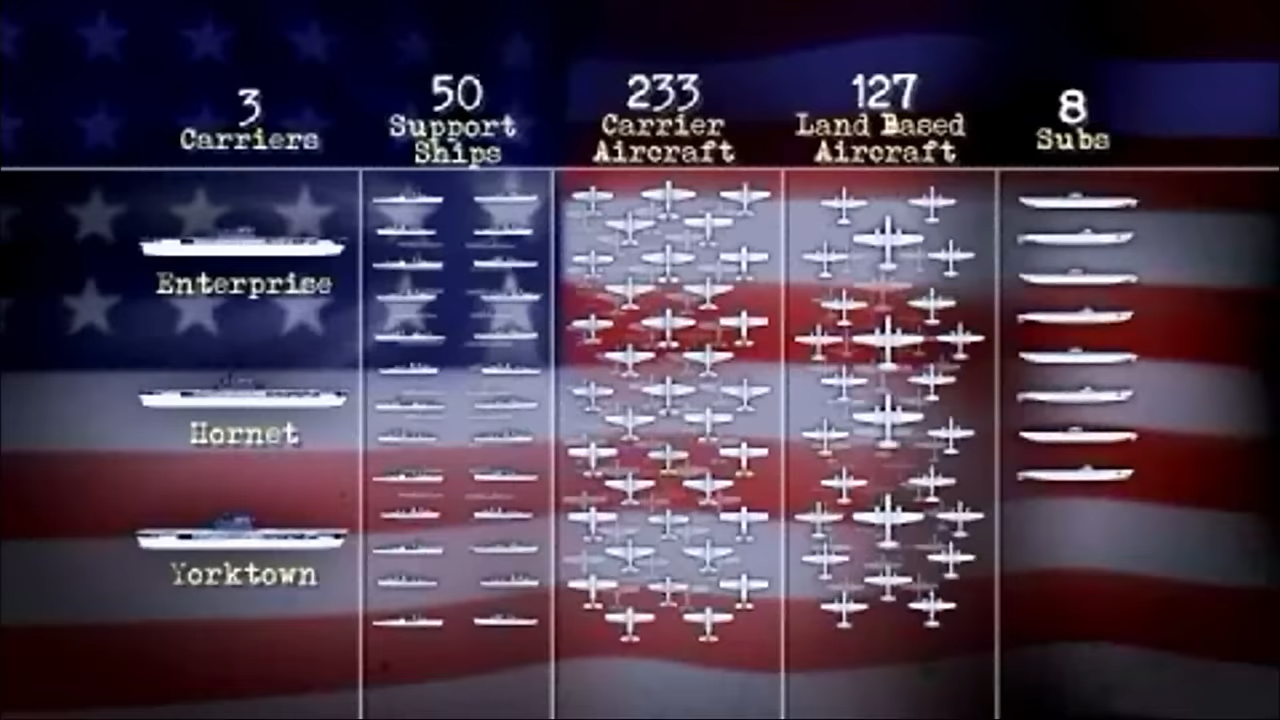 3
Carriers
50
Support
Ships
233
Carrier
Aircraft
127
Land Based
Aircraft
8
Subs
Enterprise
Hornet
Yorktown